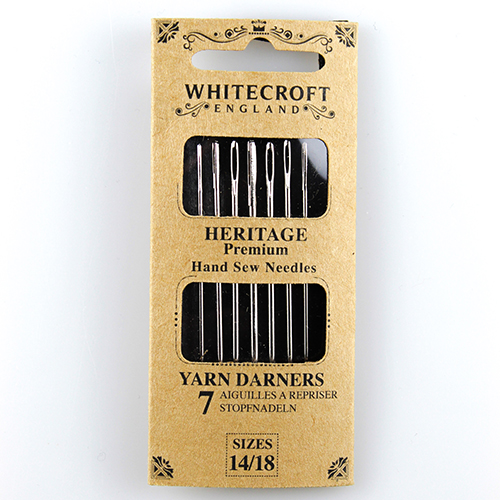 WHITECROFT
ENGLAND
HERITAGE
Premium
Hand Sew Needles
YARN DARNERS
7 AIGUILLES A REPRISER
STOPFNADELN
SIZES
14/18